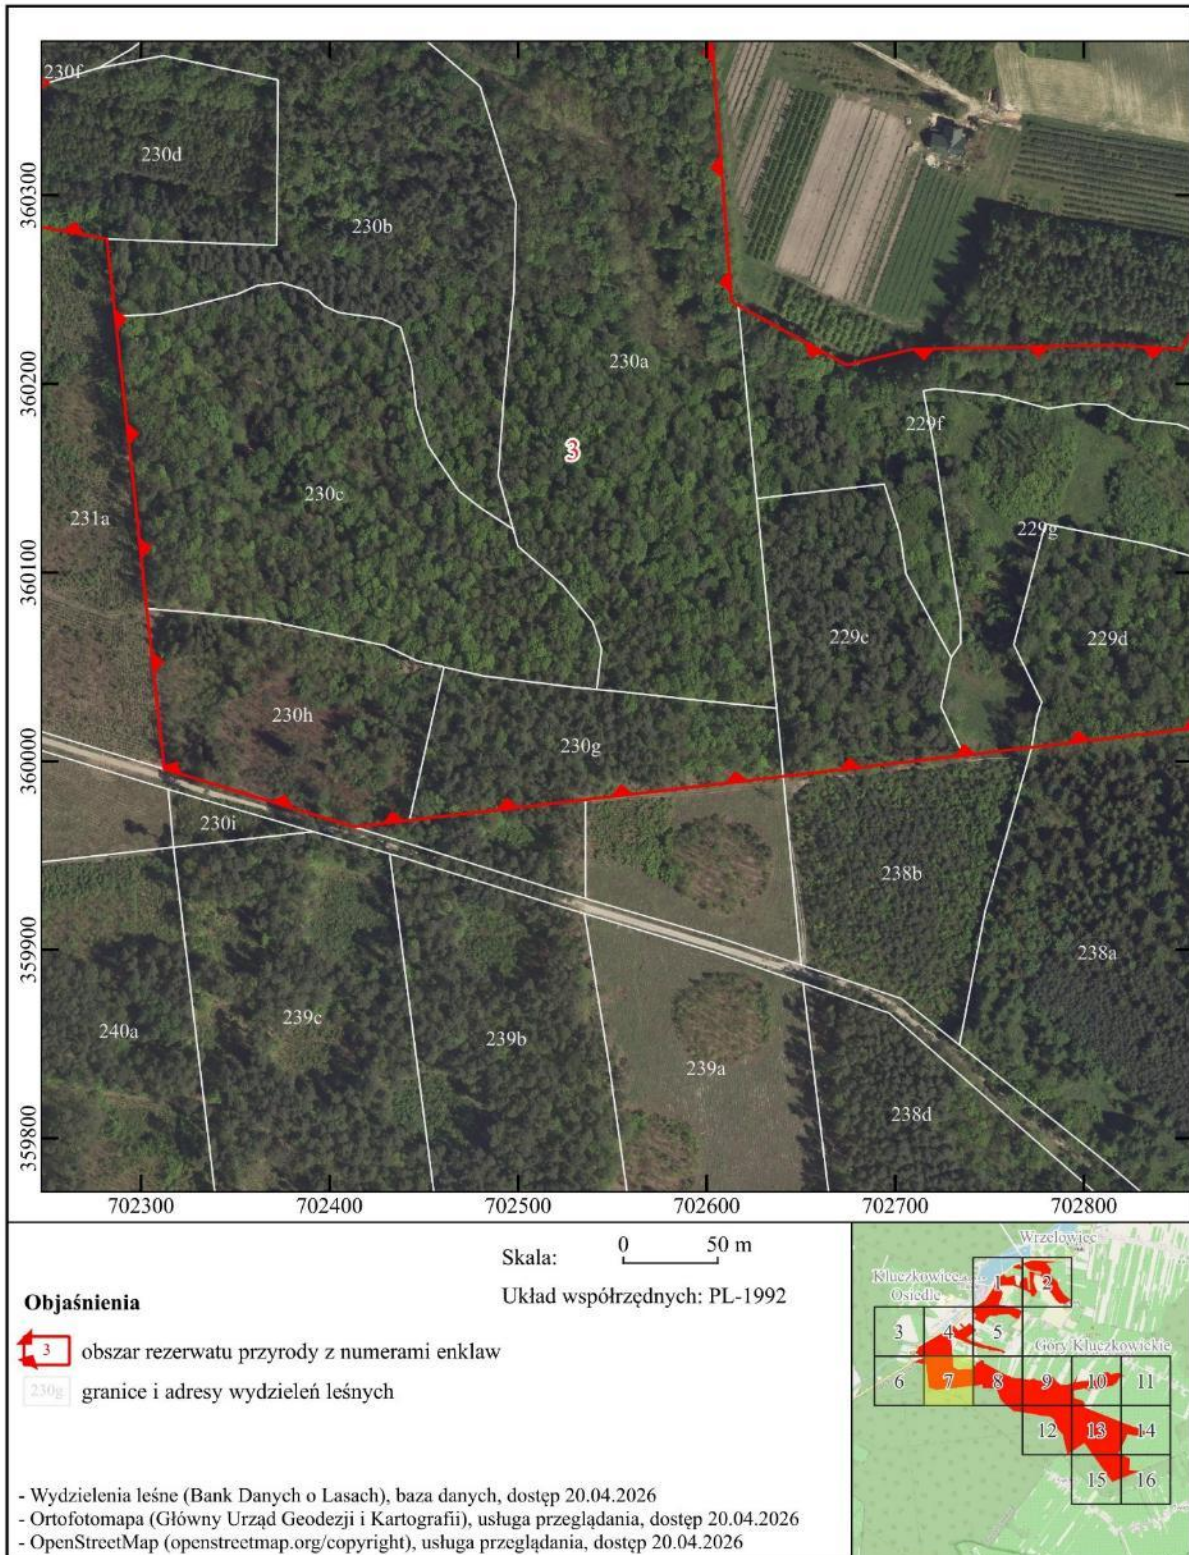 230f
230d
230b
360300
230a
360200
229f
3
230c
231a
229g
360100
229c
229d
230h
230g
360000
230i
238b
359900
238a
239c
240a
239b
239a
238d
359800
702300 702400 702500 702600 702700 702800
Skala: 0 50 m
Układ współrzędnych: PL-1992
Objaśnienia
3 obszar rezerwatu przyrody z numerami enklaw
230g granice i adresy wydzieleń leśnych
- Wydzielenia leśne (Bank Danych o Lasach), baza danych, dostęp 20.04.2026
- Ortofotomapa (Główny Urząd Geodezji i Kartografii), usługa przeglądania, dostęp 20.04.2026
- OpenStreetMap (openstreetmap.org/copyright), usługa przeglądania, dostęp 20.04.2026
Wrzelowiec
Kluczkowice
Osiedle
1 2
3 4 5
Góry Kluczkowickie
6 7 8 9 10 11
12 13 14
15 16